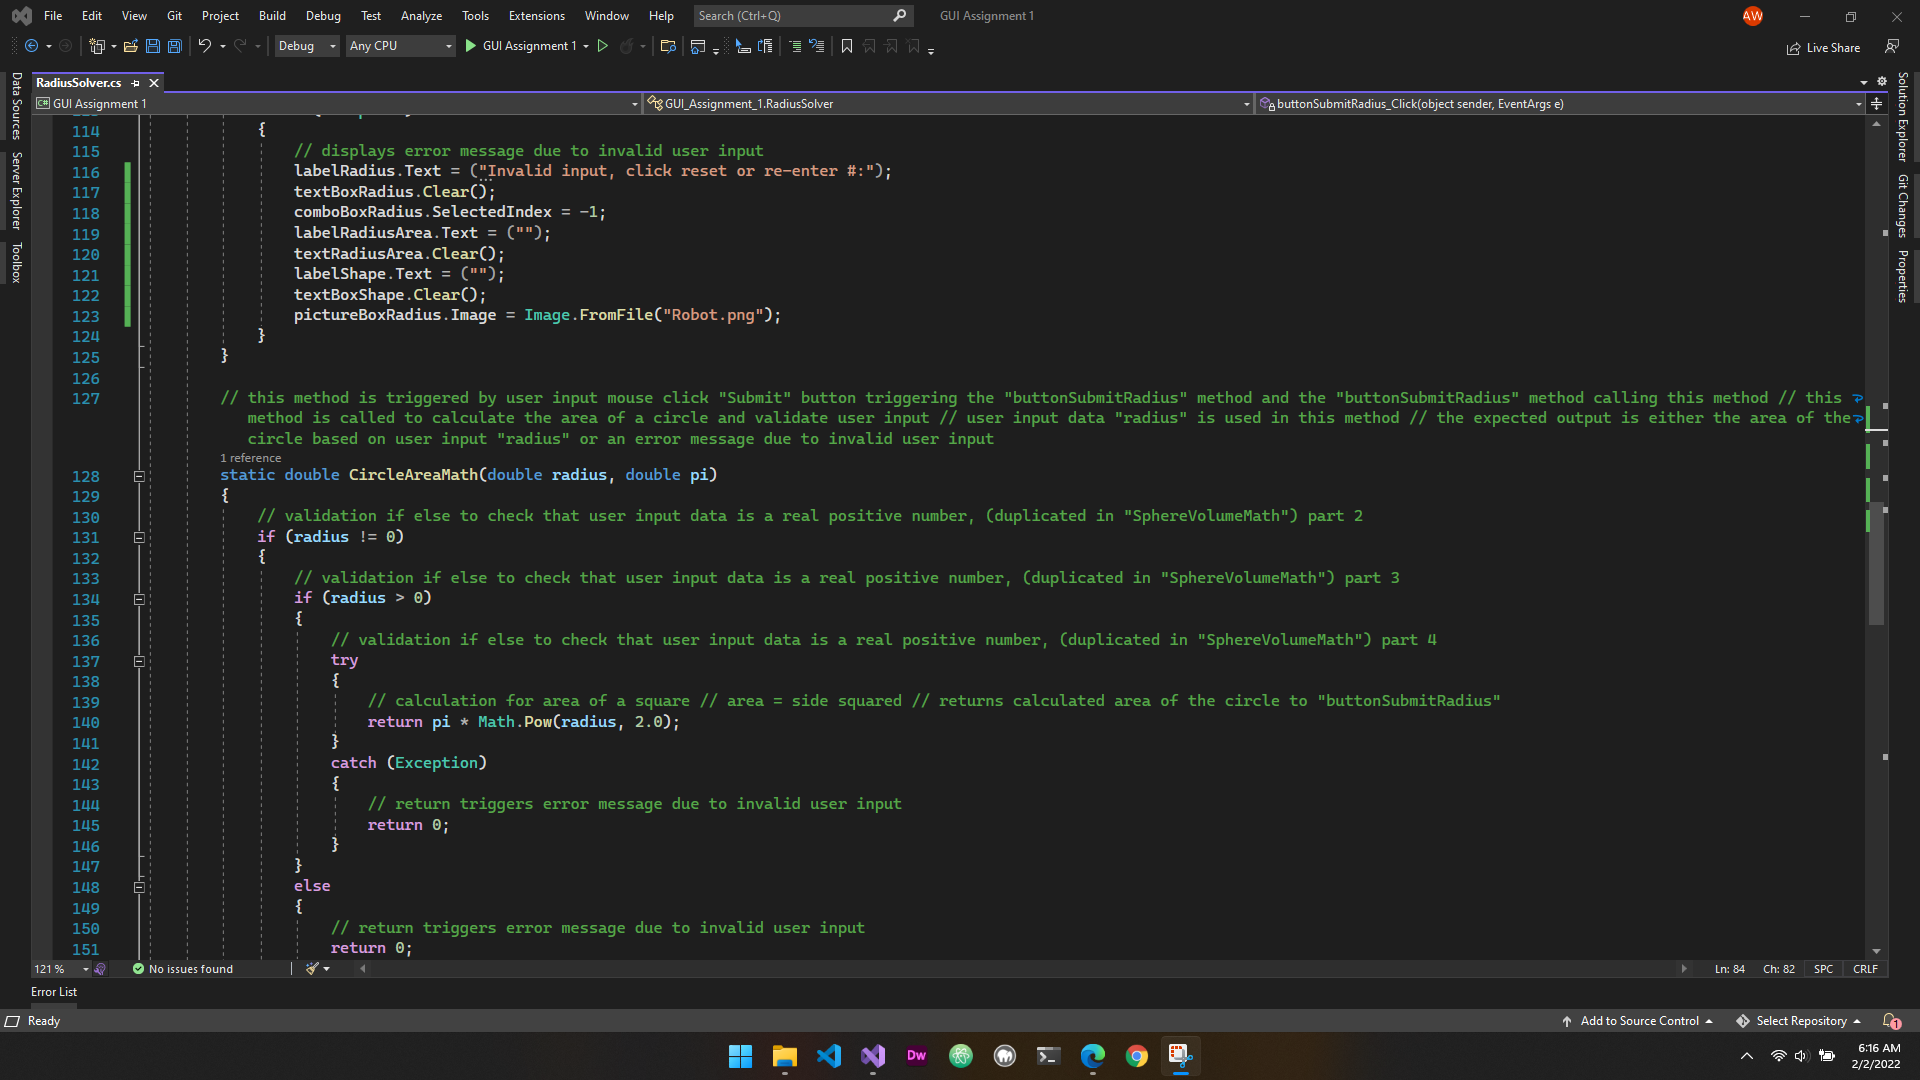 File Edit View Git Project Build Debug Test Analyze Tools Extensions Window Help Search (Ctrl+Q) GUI Assignment 1 AW
Debug Any CPU GUI Assignment 1 Live Share
RadiusSolver.cs
GUI Assignment 1 GUI_Assignment_1.RadiusSolver buttonSubmitRadius_Click(object sender, EventArgs e)
Data Sources
Server Explorer
Toolbox
Solution Explorer
Git Changes
Properties
114 {
115 // displays error message due to invalid user input
116 labelRadius.Text = ("Invalid input, click reset or re-enter #:");
117 textBoxRadius.Clear();
118 comboBoxRadius.SelectedIndex = -1;
119 labelRadiusArea.Text = ("");
120 textRadiusArea.Clear();
121 labelShape.Text = ("");
122 textBoxShape.Clear();
123 pictureBoxRadius.Image = Image.FromFile("Robot.png");
124 }
125 }
126
127 // this method is triggered by user input mouse click "Submit" button triggering the "buttonSubmitRadius" method and the "buttonSubmitRadius" method calling this method // this
method is called to calculate the area of a circle and validate user input // user input data "radius" is used in this method // the expected output is either the area of the
circle based on user input "radius" or an error message due to invalid user input
1 reference
128 static double CircleAreaMath(double radius, double pi)
129 {
130 // validation if else to check that user input data is a real positive number, (duplicated in "SphereVolumeMath") part 2
131 if (radius != 0)
132 {
133 // validation if else to check that user input data is a real positive number, (duplicated in "SphereVolumeMath") part 3
134 if (radius > 0)
135 {
136 // validation if else to check that user input data is a real positive number, (duplicated in "SphereVolumeMath") part 4
137 try
138 {
139 // calculation for area of a square // area = side squared // returns calculated area of the circle to "buttonSubmitRadius"
140 return pi * Math.Pow(radius, 2.0);
141 }
142 catch (Exception)
143 {
144 // return triggers error message due to invalid user input
145 return 0;
146 }
147 }
148 else
149 {
150 // return triggers error message due to invalid user input
151 return 0;
121 % No issues found Ln: 84 Ch: 82 SPC CRLF
Error List
Ready Add to Source Control Select Repository 1
Dw
6:16 AM
2/2/2022